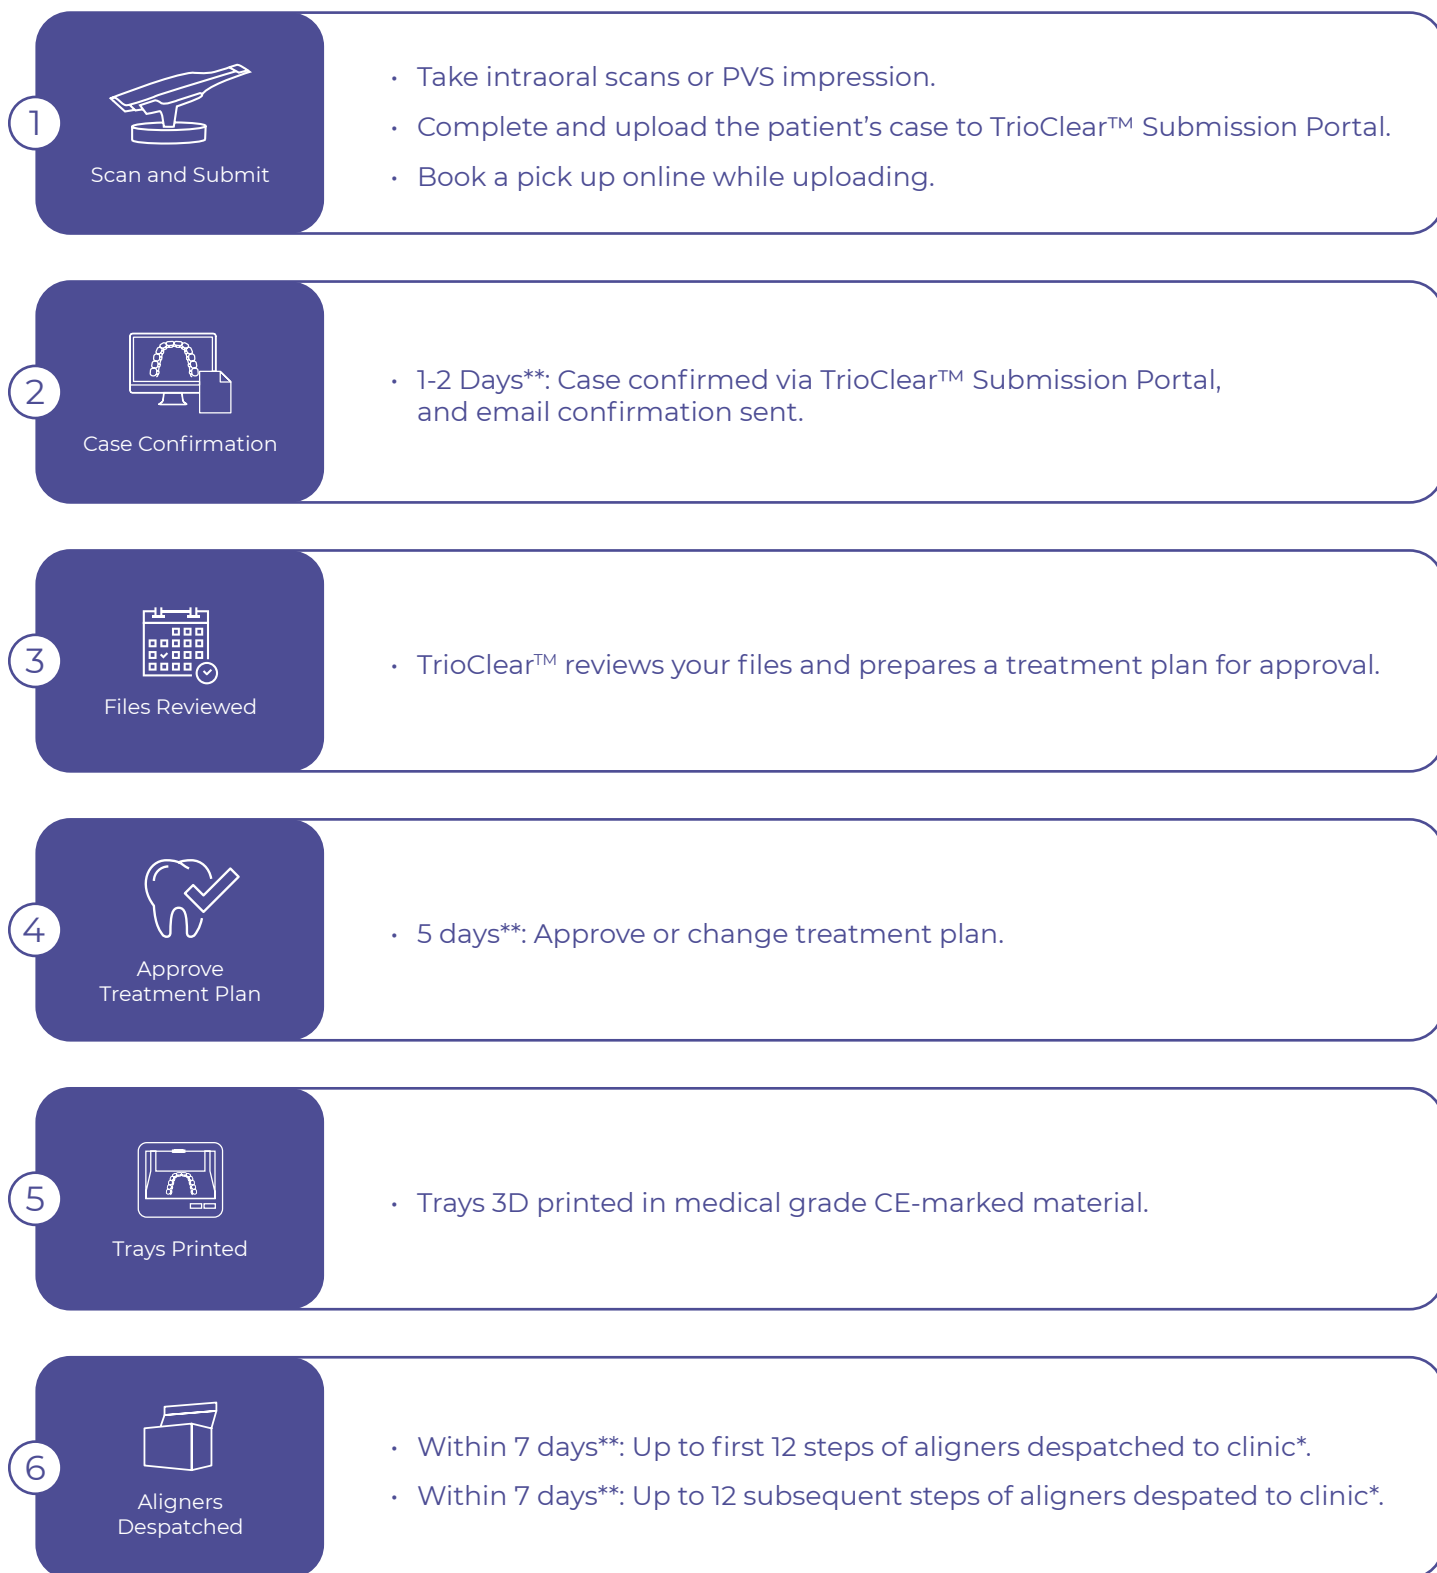 1
Scan and Submit
• Take intraoral scans or PVS impression.
• Complete and upload the patient's case to TrioClear™ Submission Portal.
• Book a pick up online while uploading.
2
Case Confirmation
• 1-2 Days**: Case confirmed via TrioClear™ Submission Portal,
and email confirmation sent.
3
Files Reviewed
• TrioClear™ reviews your files and prepares a treatment plan for approval.
4
Approve
Treatment Plan
• 5 days**: Approve or change treatment plan.
5
Trays Printed
• Trays 3D printed in medical grade CE-marked material.
6
Aligners
Despatched
• Within 7 days**: Up to first 12 steps of aligners despatched to clinic*.
• Within 7 days**: Up to 12 subsequent steps of aligners despated to clinic*.